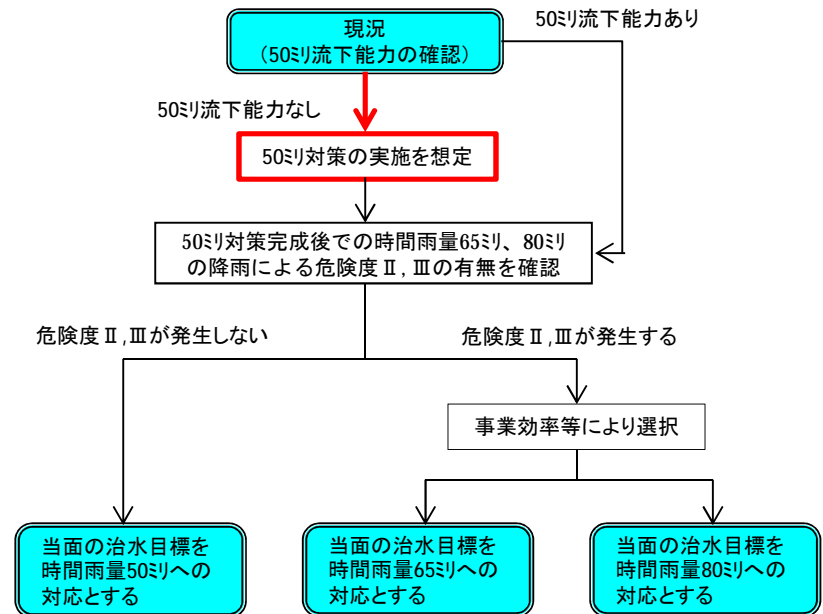 現況
(50ﾐﾘ流下能力の確認)
50ﾐﾘ流下能力あり
50ﾐﾘ流下能力なし
50ﾐﾘ対策の実施を想定
50ﾐﾘ対策完成後での時間雨量65ﾐﾘ、80ﾐﾘ
の降雨による危険度Ⅱ,Ⅲの有無を確認
危険度Ⅱ,Ⅲが発生しない
危険度Ⅱ,Ⅲが発生する
事業効率等により選択
当面の治水目標を
時間雨量50ﾐﾘへの
対応とする
当面の治水目標を
時間雨量65ﾐﾘへの
対応とする
当面の治水目標を
時間雨量80ﾐﾘへの
対応とする